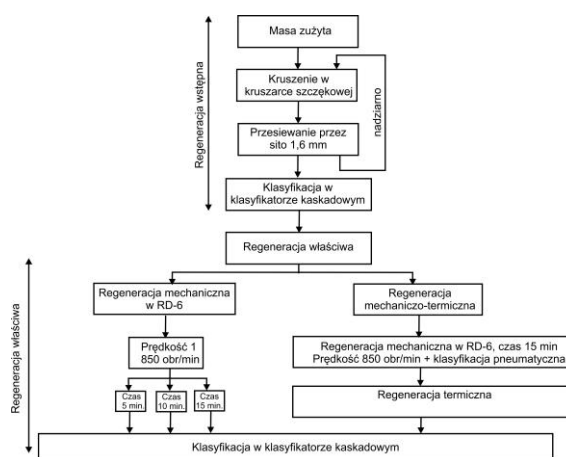 Masa zużyta
Kruszenie w
kruszarce szczękowej
Przesiewanie przez
sito 1,6 mm
nadziarno
Klasyfikacja w
klasyfikatorze kaskadowym
Regeneracja wstępna
Regeneracja właściwa
Regeneracja właściwa
Regeneracja mechaniczna
w RD-6
Regeneracja
mechaniczo-termiczna
Prędkość 1
850 obr/min
Regeneracja mechaniczna w RD-6, czas 15 min
Prędkość 850 obr/min + klasyfikacja pneumatyczna
Czas
5 min.
Czas
10 min.
Czas
15 min.
Regeneracja termiczna
Klasyfikacja w klasyfikatorze kaskadowym